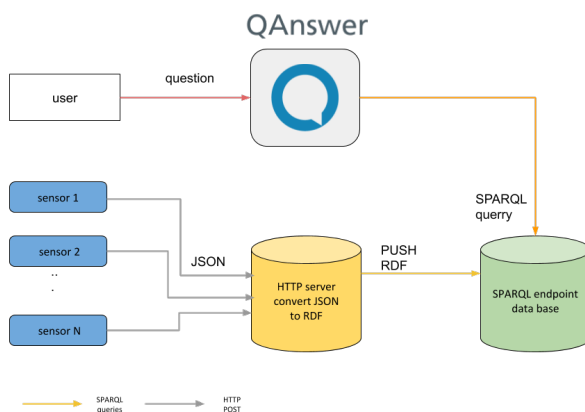 QAnswer
user
question
sensor 1
sensor 2
..
.
sensor N
JSON
HTTP server
convert JSON
to RDF
PUSH
RDF
SPARQL
querry
SPARQL endpoint
data base
SPARQL
queries
HTTP
POST